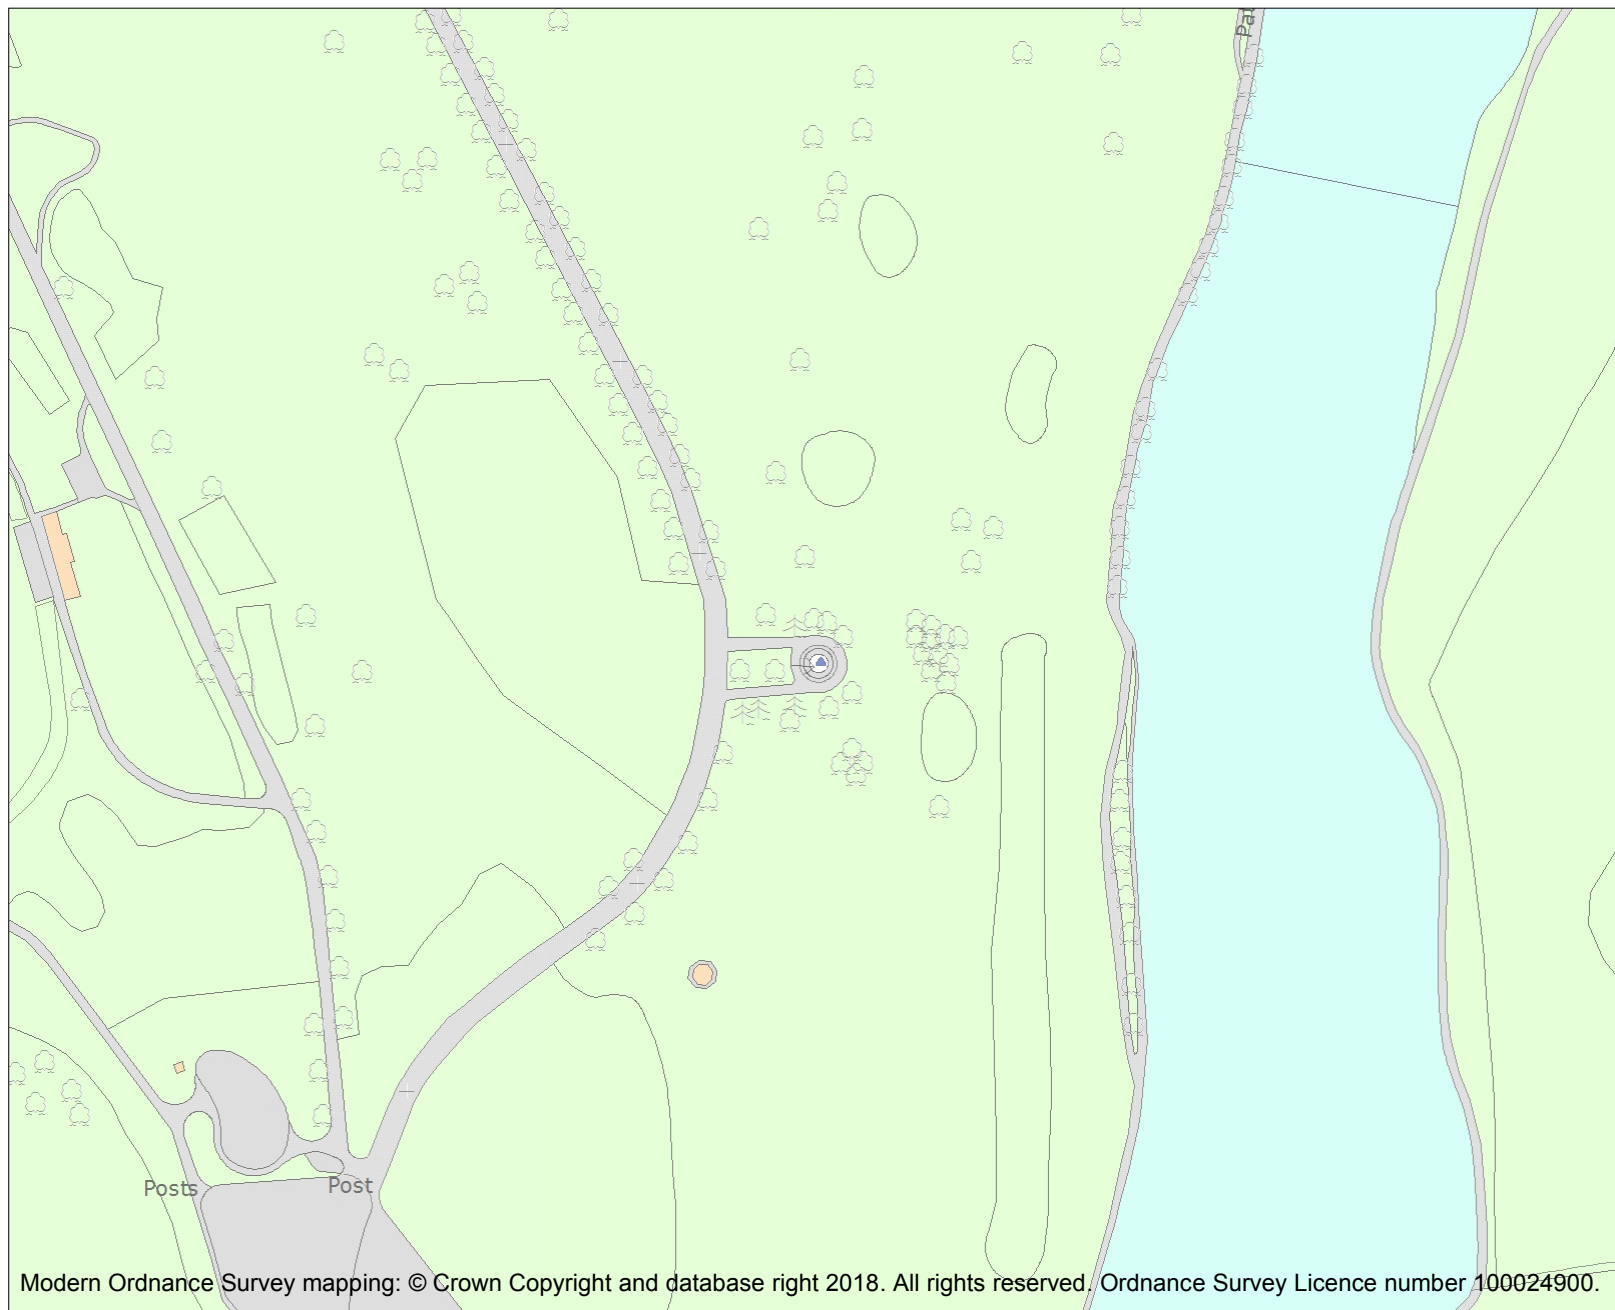 Pat
Posts
Post
Modern Ordnance Survey mapping: © Crown Copyright and database right 2018. All rights reserved. Ordnance Survey Licence number 100024900.